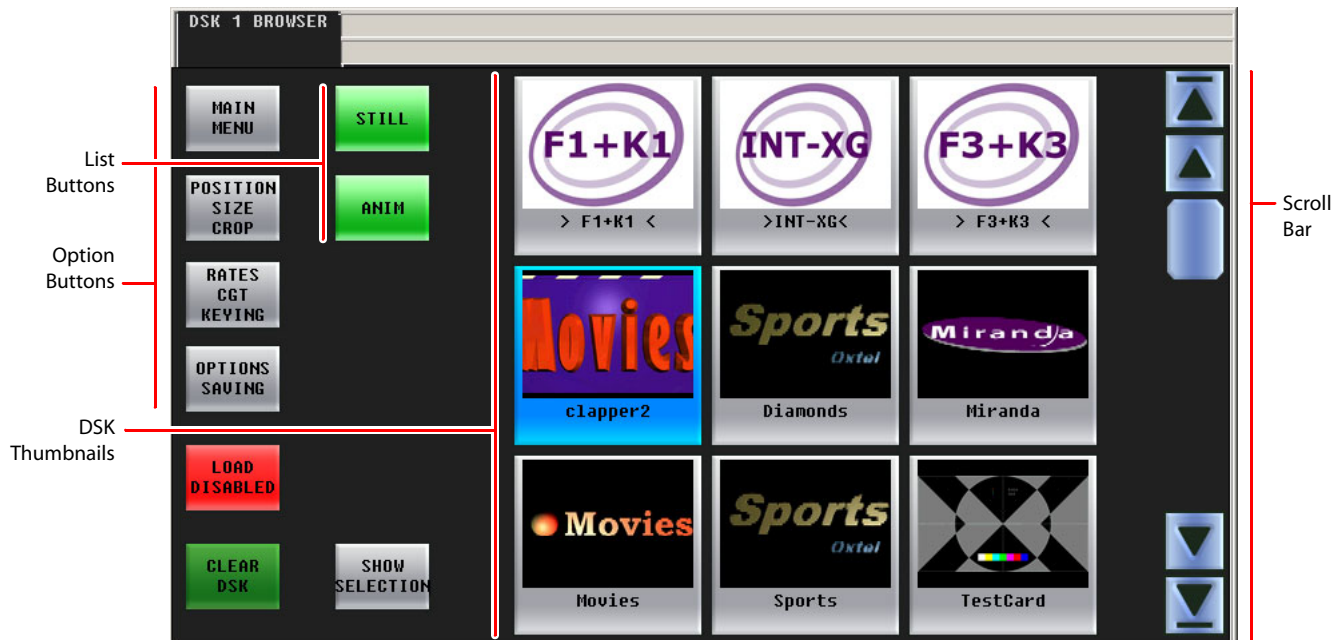 DSK 1 BROWSER
List
Buttons
Option
Buttons
DSK
Thumbnails
MAIN
MENU
POSITION
SIZE
CROP
RATES
CGT
KEYING
OPTIONS
SAVING
LOAD
DISABLED
CLEAR
DSK
STILL
ANIM
SHOW
SELECTION
F1+K1
> F1+K1 <
INT-XG
>INT-XG<
F3+K3
> F3+K3 <
Movies
clapper2
Sports
Oxtel
Diamonds
Miranda
Miranda
Movies
Movies
Sports
Oxtel
Sports
TestCard
Scroll
Bar